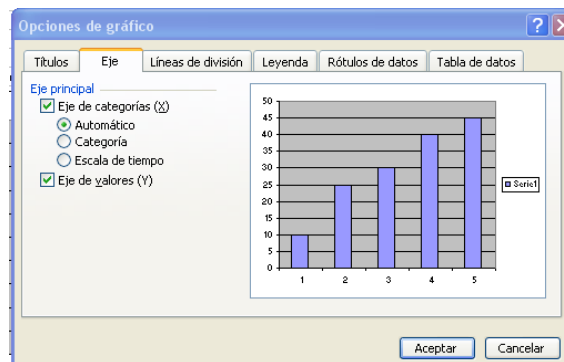 Opciones de gráfico
Títulos Eje Líneas de división Leyenda Rótulos de datos Tabla de datos
Eje principal
Eje de categorías (X)
Automático
Categoría
Escala de tiempo
Eje de valores (Y)
50
45
40
35
30
25
20
15
10
5
0
1 2 3 4 5
Serie1
Aceptar Cancelar